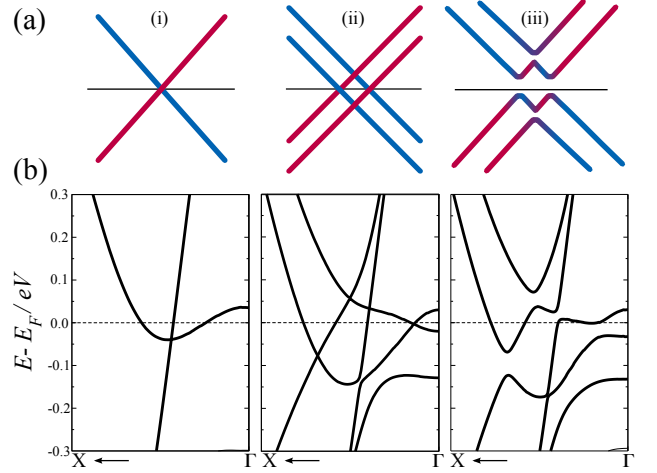 (a)
(i) (ii) (iii)
(b)
E- E_F / eV
0.3
0.2
0.1
0.0
-0.1
-0.2
-0.3
X ← Γ X ← Γ X ← Γ